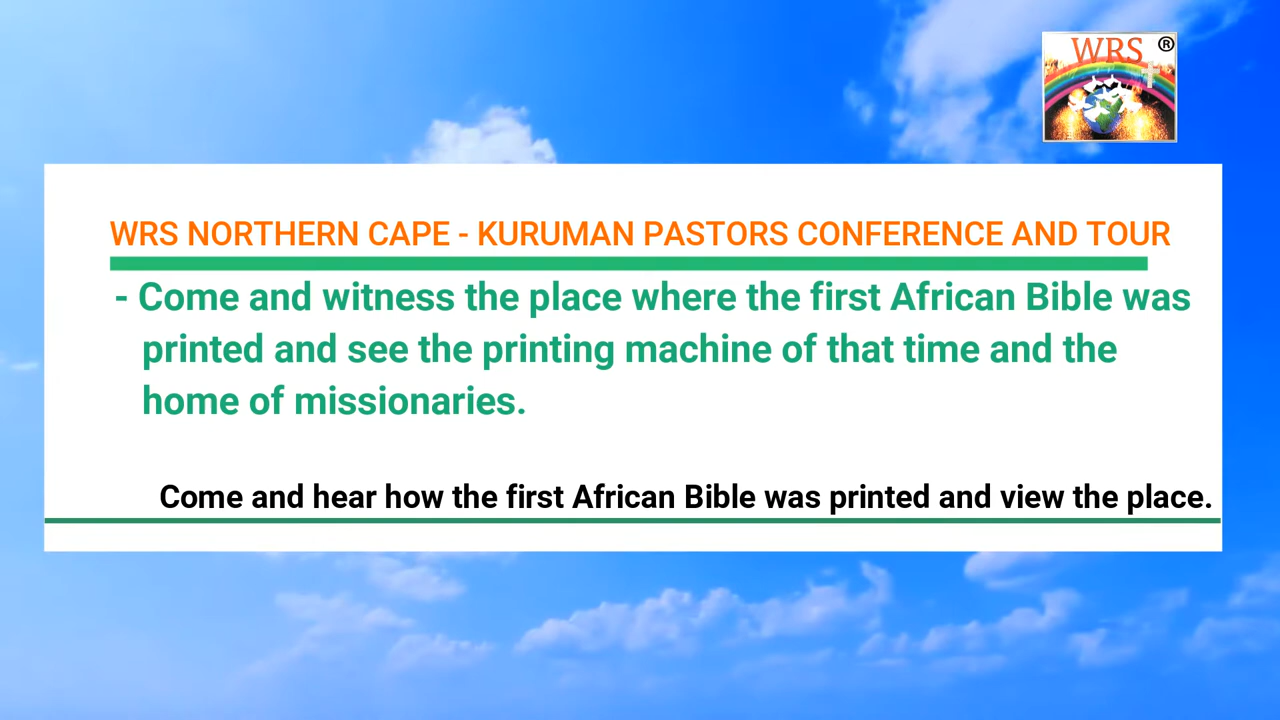 WRS ®
WRS NORTHERN CAPE - KURUMAN PASTORS CONFERENCE AND TOUR
- Come and witness the place where the first African Bible was
printed and see the printing machine of that time and the
home of missionaries.
Come and hear how the first African Bible was printed and view the place.